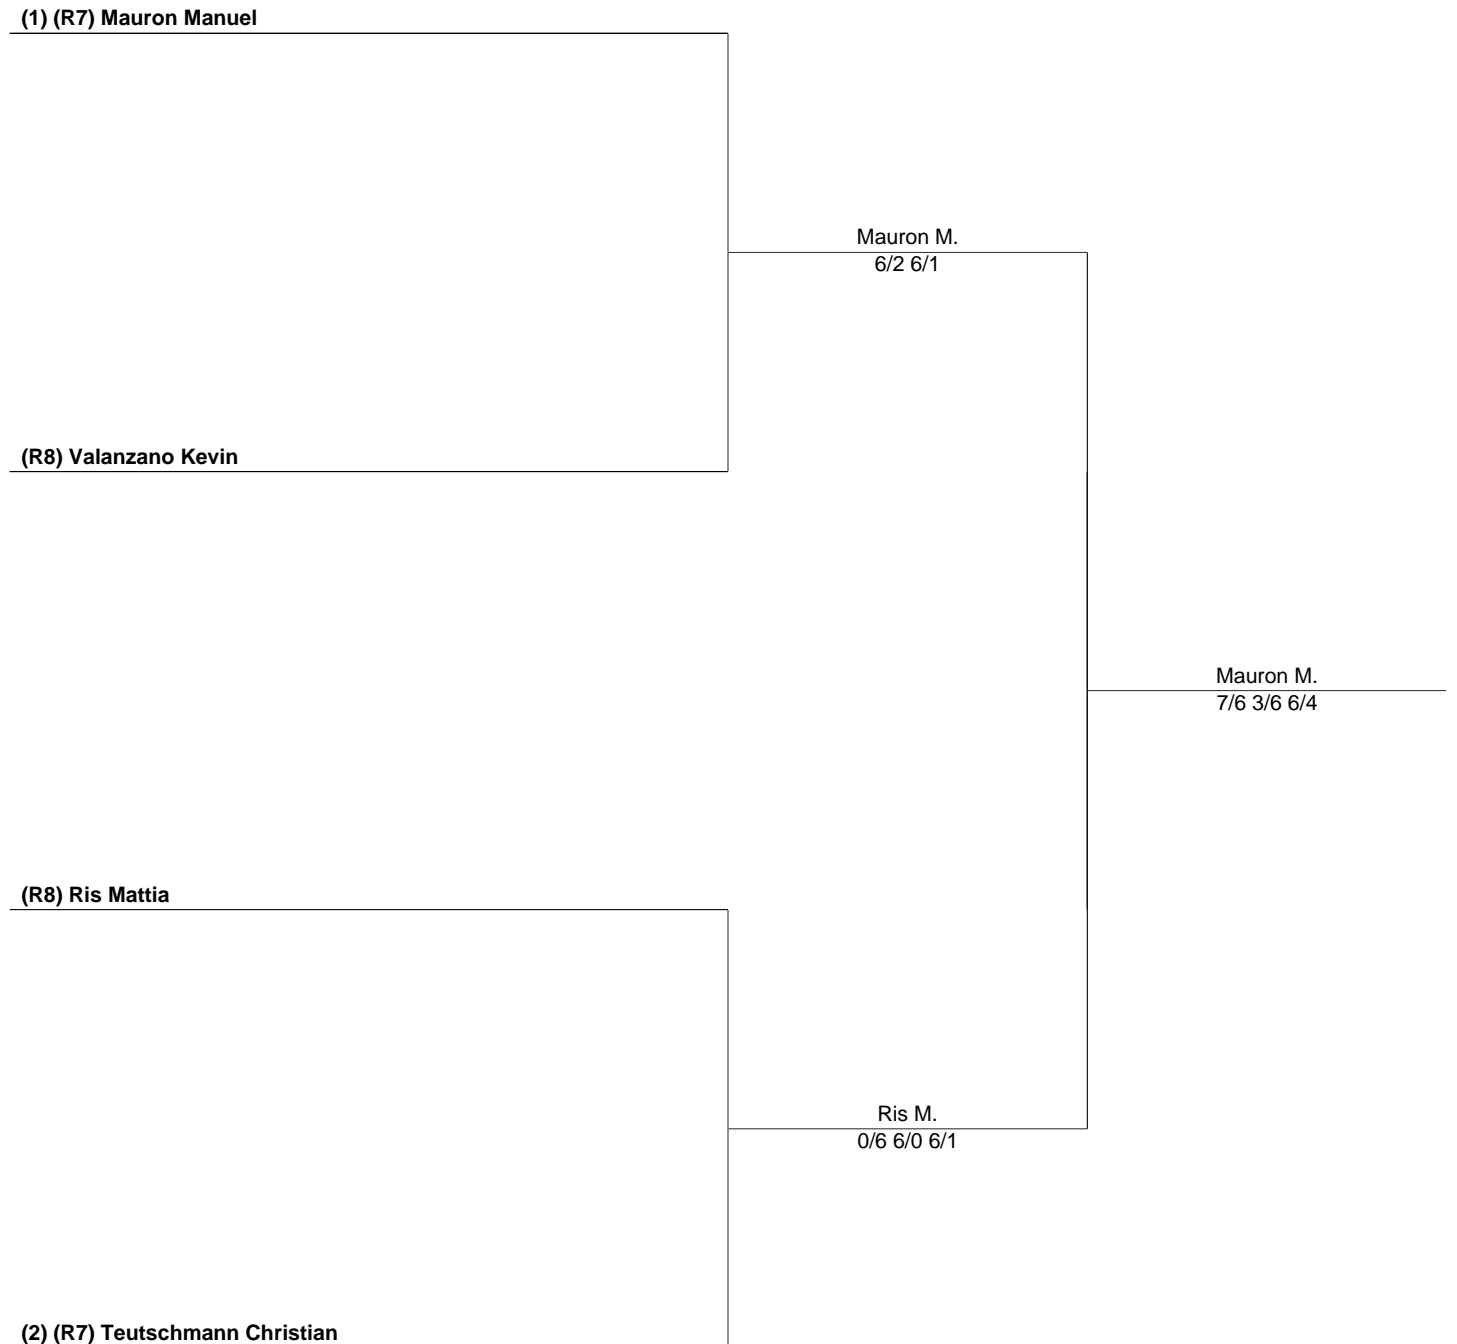 (1) (R7) Mauron Manuel
Mauron M.
6/2 6/1
(R8) Valanzano Kevin
Mauron M.
7/6 3/6 6/4
(R8) Ris Mattia
Ris M.
0/6 6/0 6/1
(2) (R7) Teutschmann Christian